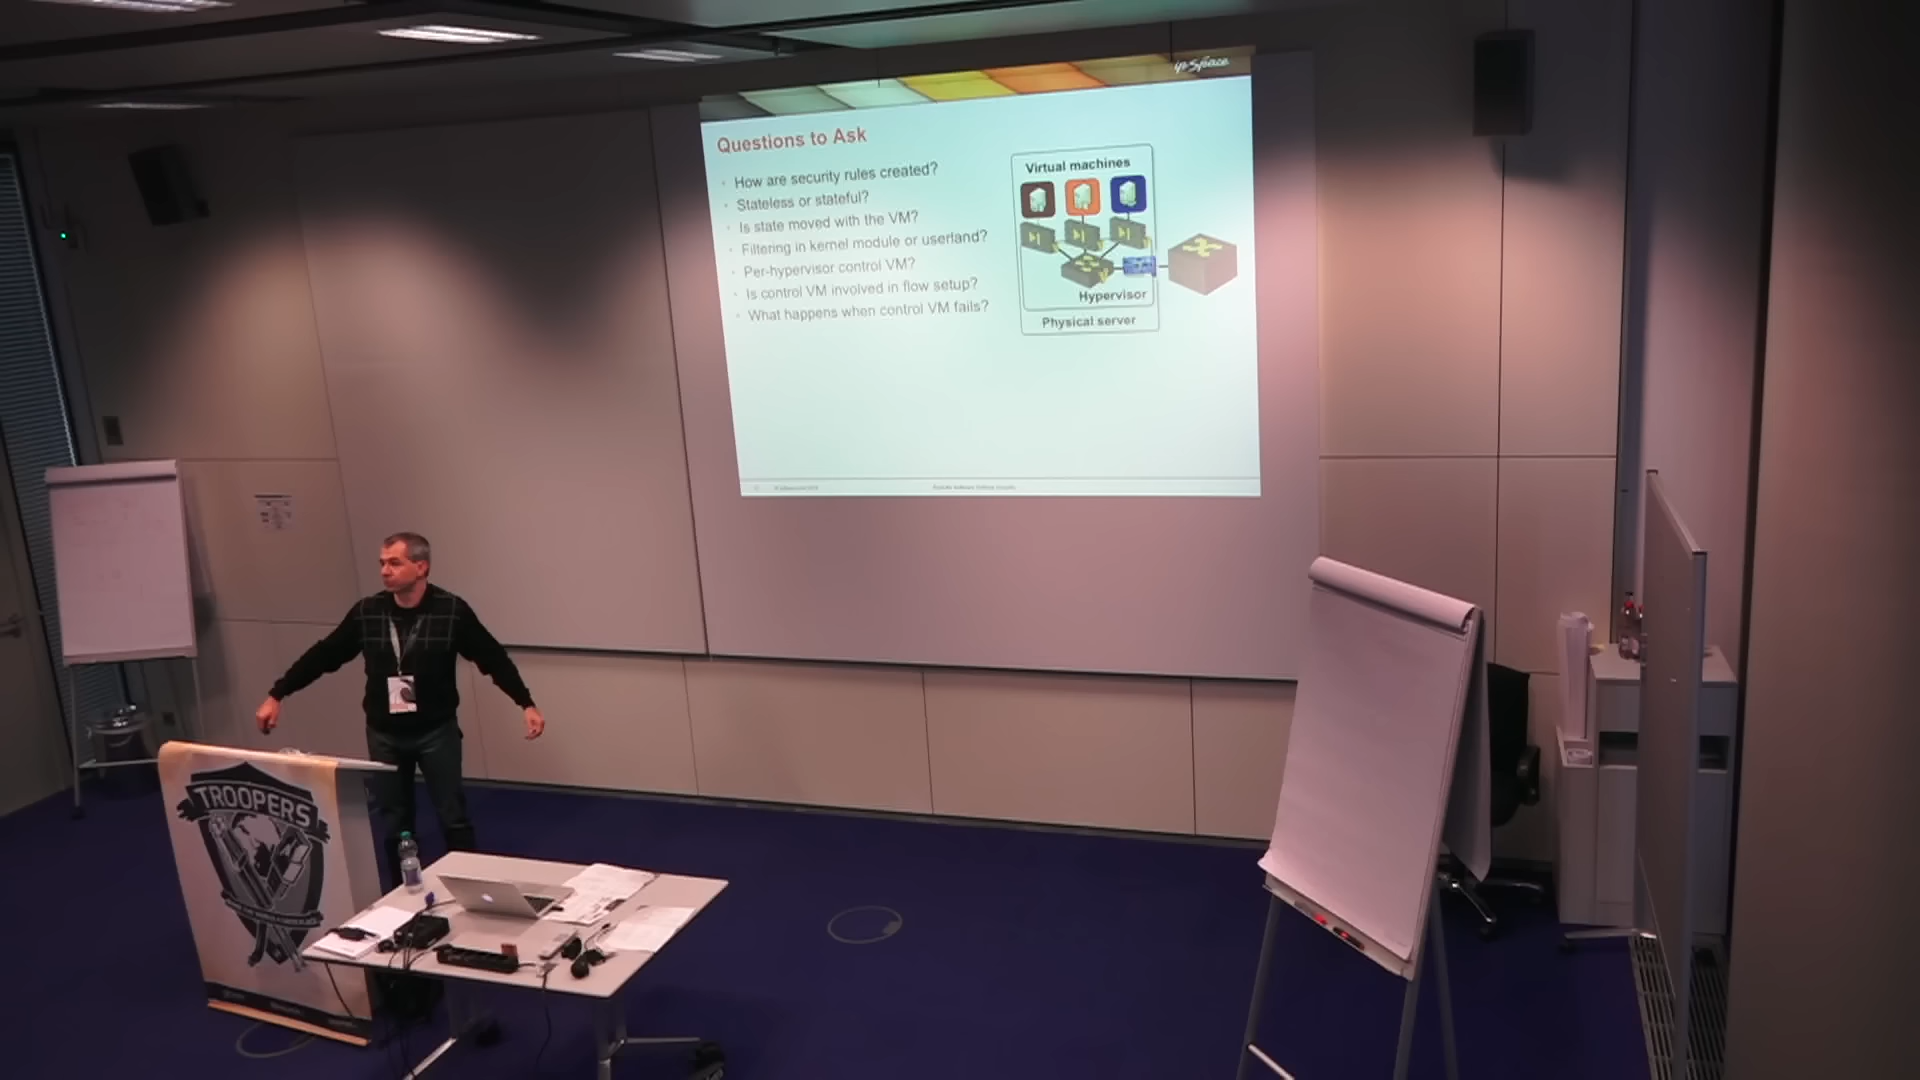 ipSpace
Questions to Ask
How are security rules created?
Stateless or stateful?
Is state moved with the VM?
Filtering in kernel module or userland?
Per-hypervisor control VM?
Is control VM involved in flow setup?
What happens when control VM fails?
Virtual machines
Hypervisor
Physical server
TROOPERS